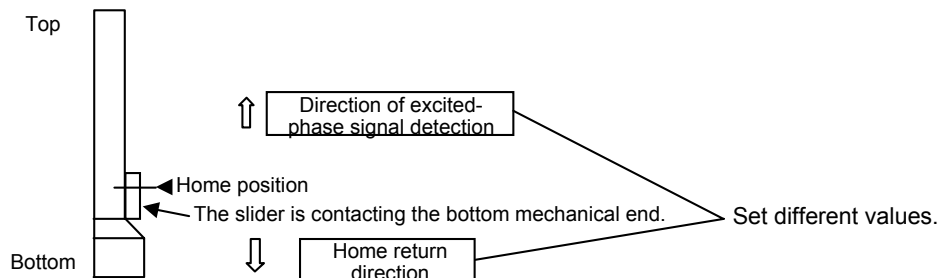 Top
Direction of excited-
phase signal detection
Home position
The slider is contacting the bottom mechanical end.
Set different values.
Bottom
Home return
direction